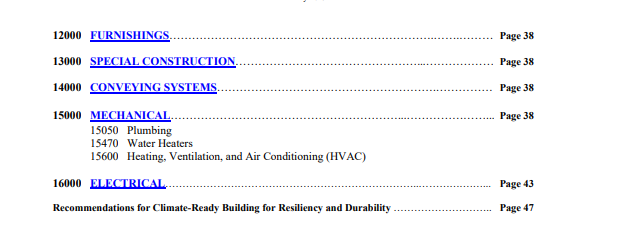 12000 FURNISHINGS................................................................................................ Page 38
13000 SPECIAL CONSTRUCTION............................................................................ Page 38
14000 CONVEYING SYSTEMS.................................................................................. Page 38
15000 MECHANICAL................................................................................................ Page 38
15050 Plumbing
15470 Water Heaters
15600 Heating, Ventilation, and Air Conditioning (HVAC)
16000 ELECTRICAL.................................................................................................. Page 43
Recommendations for Climate-Ready Building for Resiliency and Durability ............................ Page 47